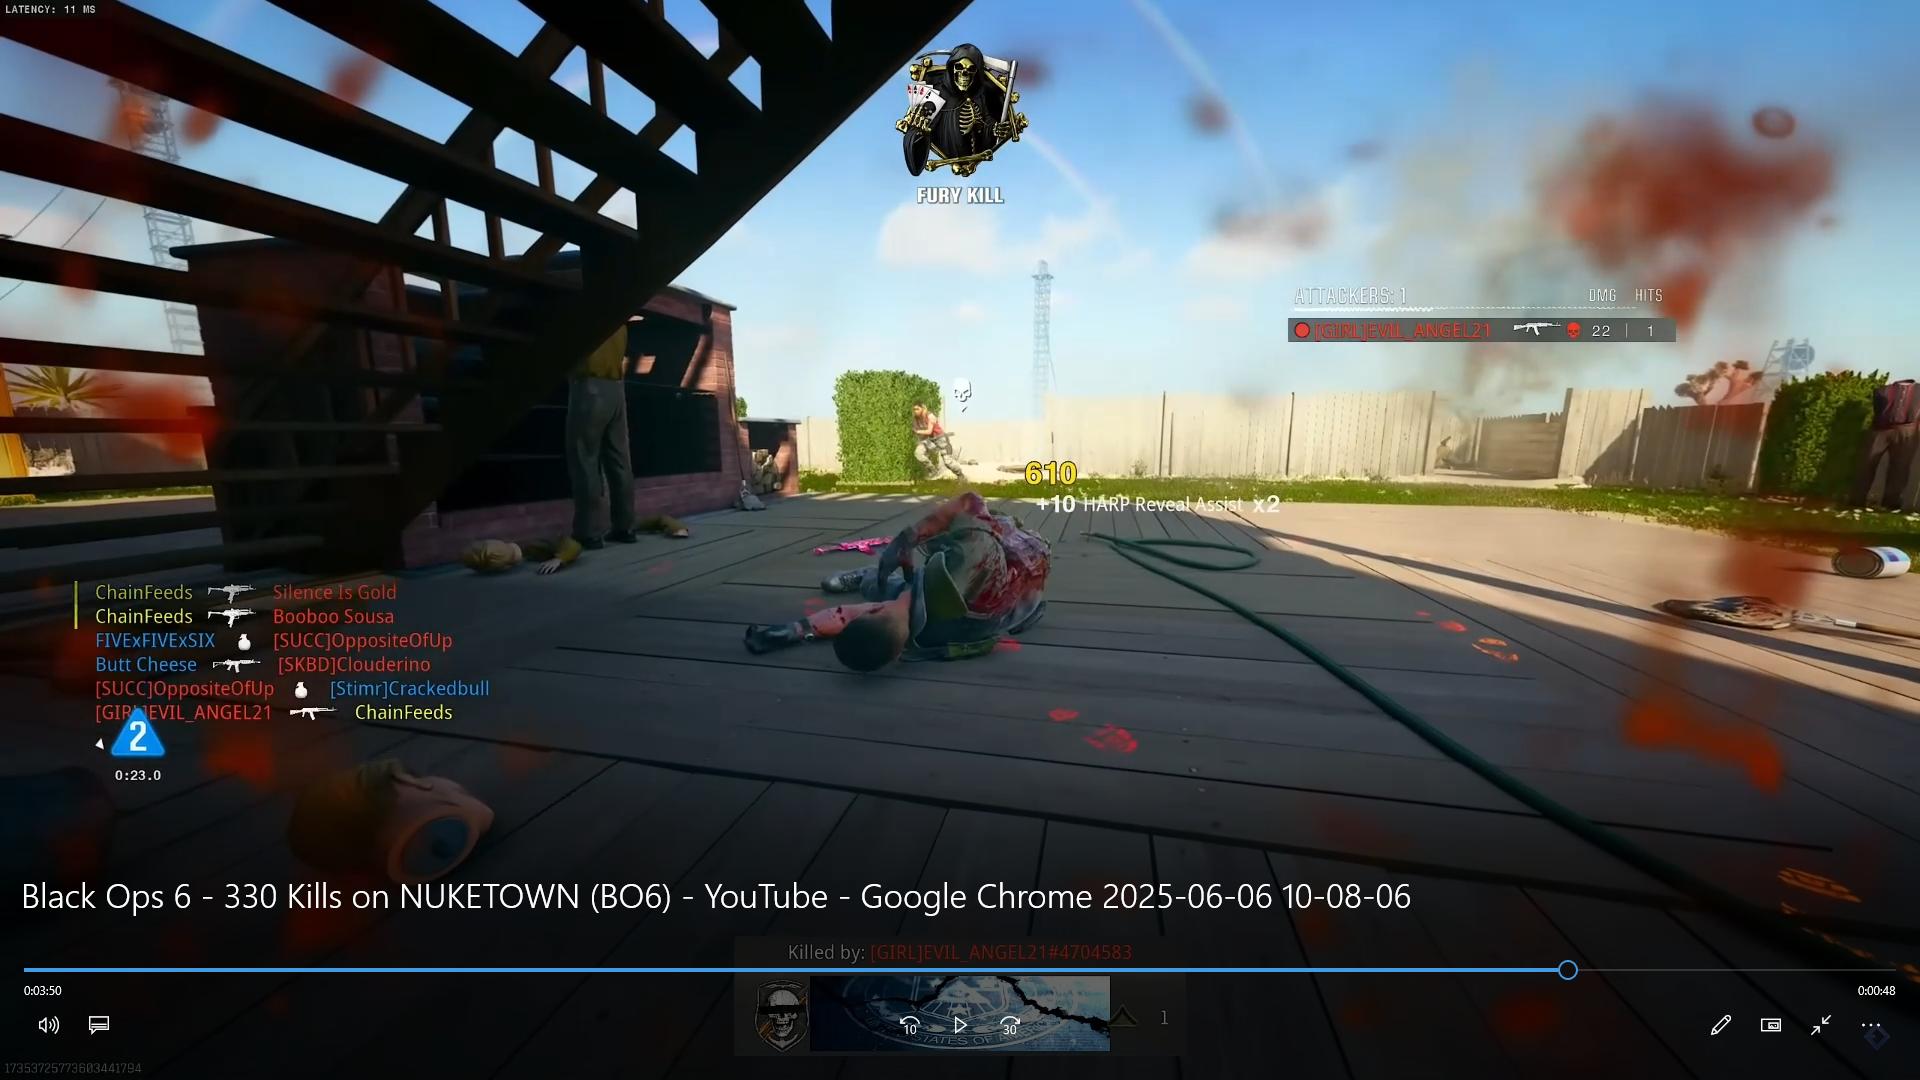 LATENCY: 11 MS
FURY KILL
ATTACKERS: 1 DMG HITS
[GIRL]EVIL_ANGEL21 22 | 1
610
+10 HARP Reveal Assist x2
ChainFeeds Silence Is Gold
ChainFeeds Booboo Sousa
FIVExFIVExSIX [SUCC]OppositeOfUp
Butt Cheese [SKBD]Clouderino
[SUCC]OppositeOfUp [Stimr]Crackedbull
[GIRL]EVIL_ANGEL21 ChainFeeds
2
0:23.0
Black Ops 6 - 330 Kills on NUKETOWN (BO6) - YouTube - Google Chrome 2025-06-06 10-08-06
Killed by: [GIRL]EVIL_ANGEL21#4704583
0:03:50 0:00:48
10 30 1
17353725773603441794